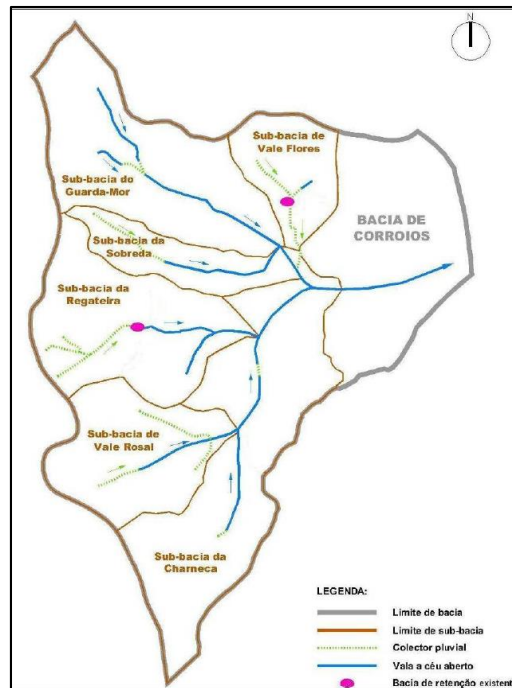 N
Sub-bacia de
Vale Flores
Sub-bacia do
Guarda-Mor
BACIA DE
CORROIOS
Sub-bacia da
Sobreda
Sub-bacia da
Regateira
Sub-bacia de
Vale Rosal
Sub-bacia da
Charneca
LEGENDA:
Limite de bacia
Limite de sub-bacia
Colector pluvial
Vala a céu aberto
Bacia de retenção existent